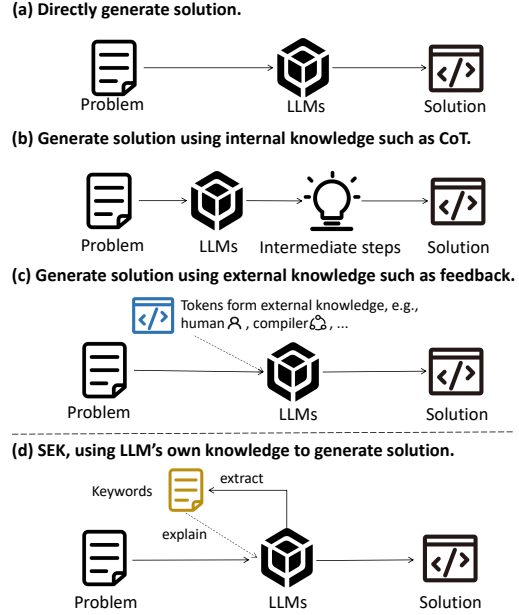 (a) Directly generate solution.
Problem
LLMs
Solution
(b) Generate solution using internal knowledge such as CoT.
Problem
LLMs
Intermediate steps
Solution
(c) Generate solution using external knowledge such as feedback.
Tokens form external knowledge, e.g.,
human , compiler , ...
Problem
LLMs
Solution
(d) SEK, using LLM's own knowledge to generate solution.
Keywords
extract
explain
Problem
LLMs
Solution